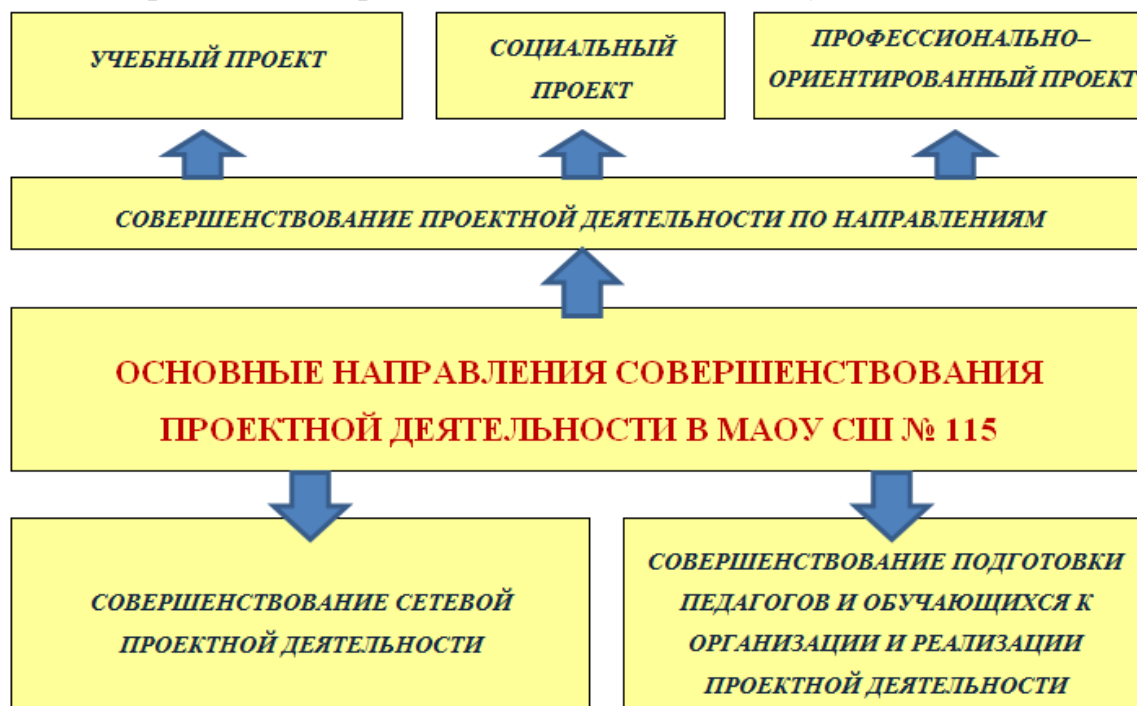 УЧЕБНЫЙ ПРОЕКТ
СОЦИАЛЬНЫЙ
ПРОЕКТ
ПРОФЕССИОНАЛЬНО–
ОРИЕНТИРОВАННЫЙ ПРОЕКТ
СОВЕРШЕНСТВОВАНИЕ ПРОЕКТНОЙ ДЕЯТЕЛЬНОСТИ ПО НАПРАВЛЕНИЯМ
ОСНОВНЫЕ НАПРАВЛЕНИЯ СОВЕРШЕНСТВОВАНИЯ
ПРОЕКТНОЙ ДЕЯТЕЛЬНОСТИ В МАОУ СШ № 115
СОВЕРШЕНСТВОВАНИЕ СЕТЕВОЙ
ПРОЕКТНОЙ ДЕЯТЕЛЬНОСТИ
СОВЕРШЕНСТВОВАНИЕ ПОДГОТОВКИ
ПЕДАГОГОВ И ОБУЧАЮЩИХСЯ К
ОРГАНИЗАЦИИ И РЕАЛИЗАЦИИ
ПРОЕКТНОЙ ДЕЯТЕЛЬНОСТИ